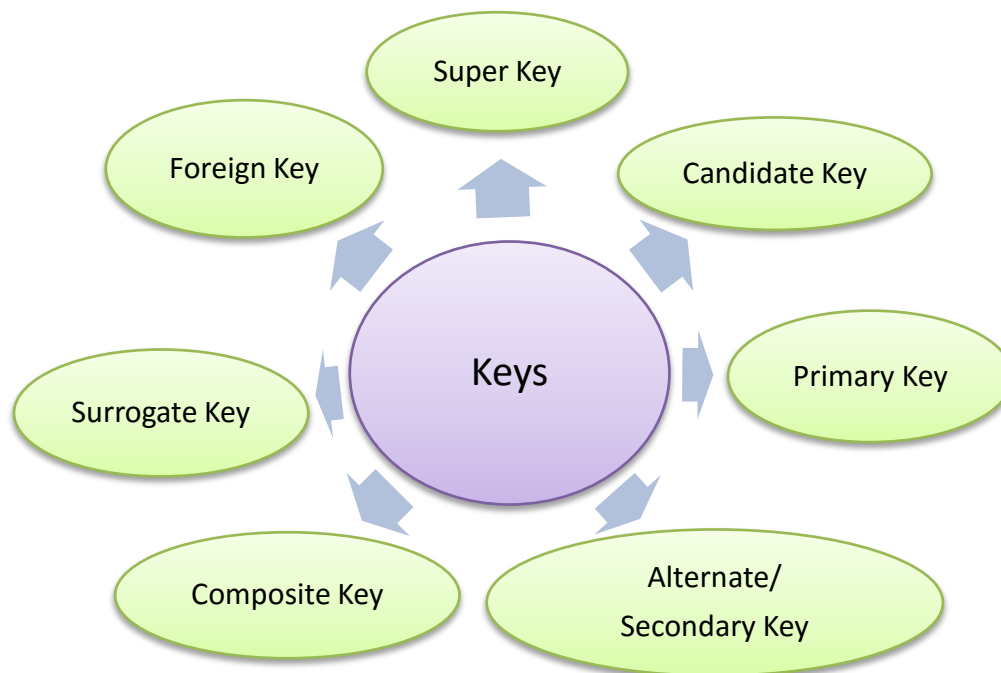 Super Key
Foreign Key
Candidate Key
Keys
Primary Key
Surrogate Key
Composite Key
Alternate/
Secondary Key